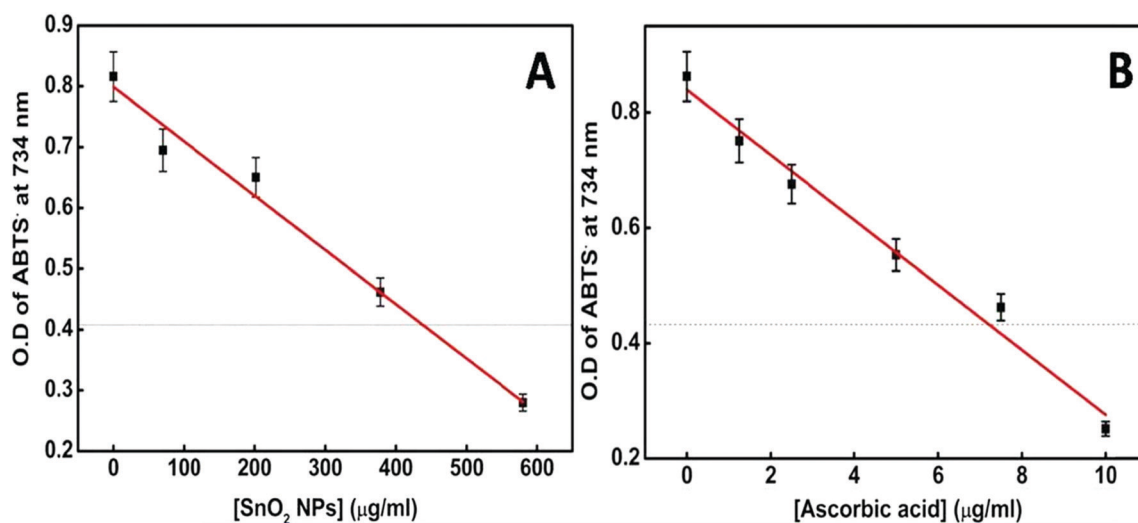 A
O.D of ABTS· at 734 nm
0.9
0.8
0.7
0.6
0.5
0.4
0.3
0.2
0 100 200 300 400 500 600
[SnO₂ NPs] (μg/ml)
B
O.D of ABTS· at 734 nm
0.8
0.6
0.4
0.2
0 2 4 6 8 10
[Ascorbic acid] (μg/ml)